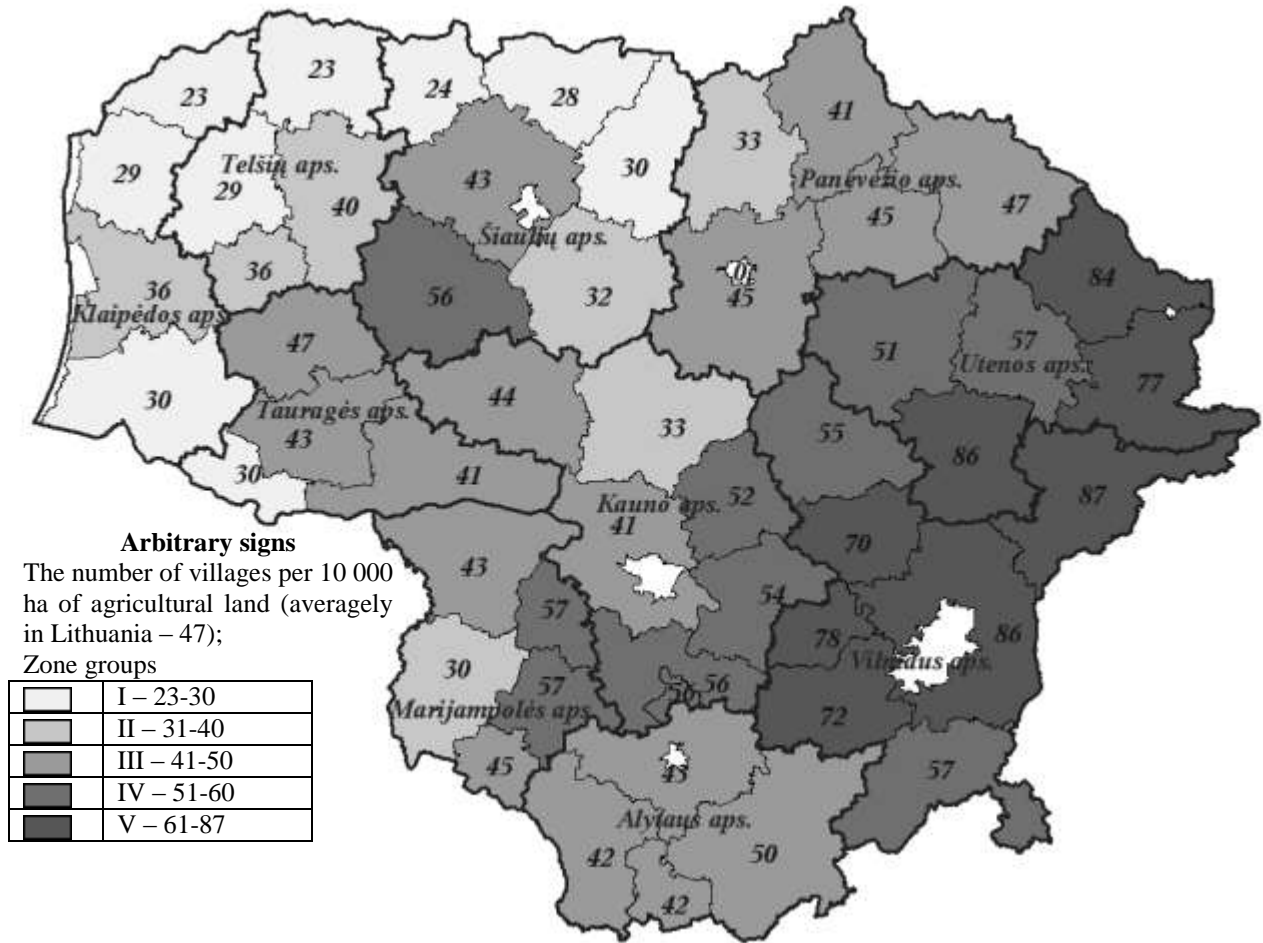 23
23
24
28
33
41
29
Telšių aps.
29
40
43
30
Panevėžio aps.
45
47
Šiaulių aps.
36
36
56
32
0
45
84
Klaipėdos aps.
47
51
57
Utenos aps.
77
30
Tauragės aps.
43
44
33
55
86
30
41
Kauno aps.
41
52
87
70
Arbitrary signs
The number of villages per 10 000
ha of agricultural land (averagely
in Lithuania – 47);
Zone groups
I – 23-30
II – 31-40
III – 41-50
IV – 51-60
V – 61-87
43
57
54
78
86
Vilniaus aps.
30
57
56
56
Marijampolės aps.
72
45
43
57
Alytaus aps.
42
50
42